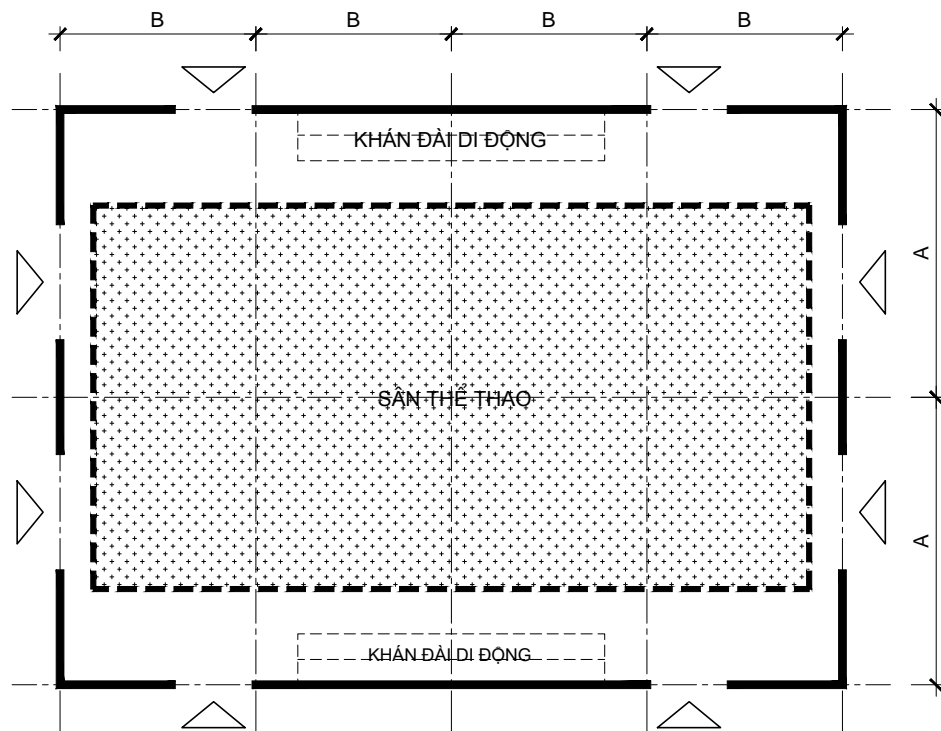 B B B B
KHÁN ĐÀI DI ĐỘNG
A
SÂN THỂ THAO
A
KHÁN ĐÀI DI ĐỘNG